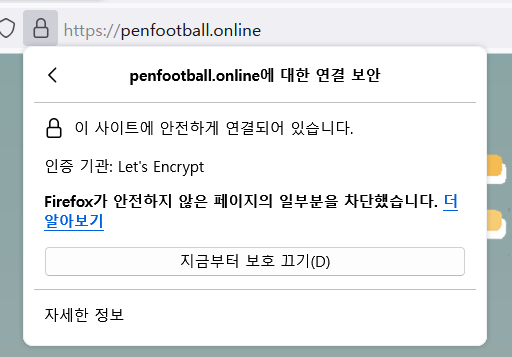 https://penfootball.online
penfootball.online에 대한 연결 보안
이 사이트에 안전하게 연결되어 있습니다.
인증 기관: Let's Encrypt
Firefox가 안전하지 않은 페이지의 일부분을 차단했습니다. 더
알아보기
지금부터 보호 끄기(D)
자세한 정보